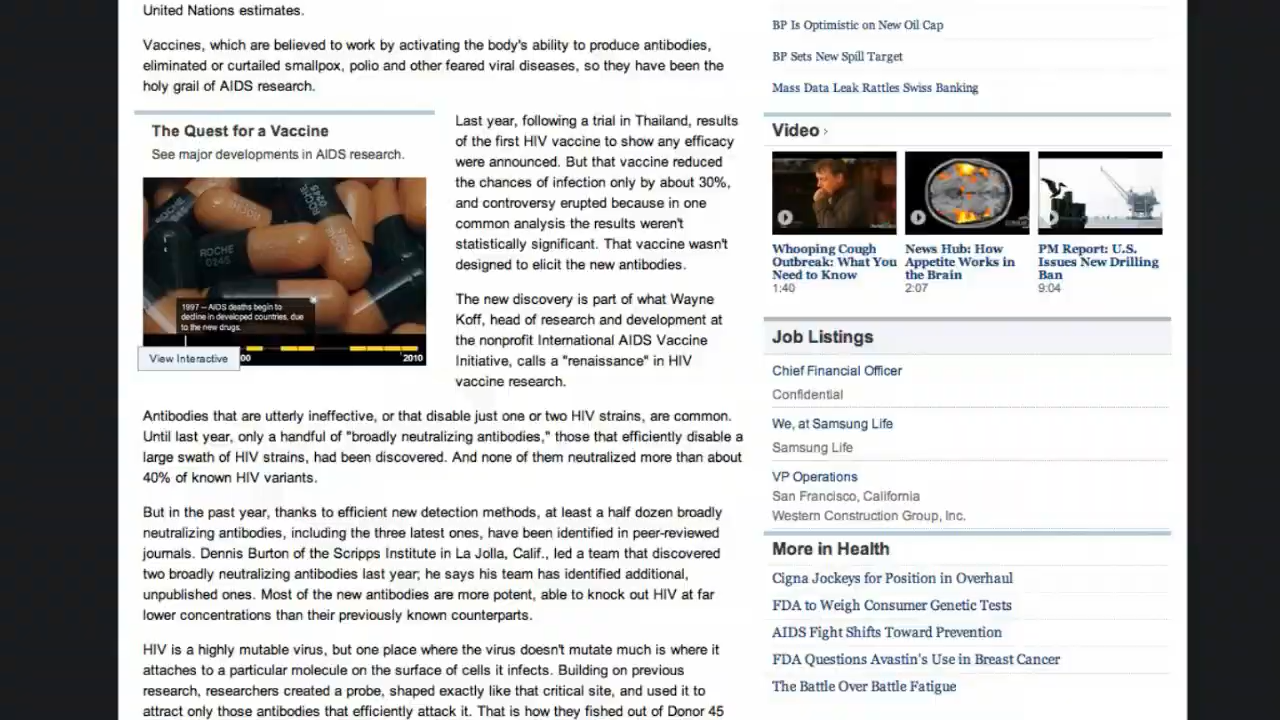 United Nations estimates.
Vaccines, which are believed to work by activating the body's ability to produce antibodies,
eliminated or curtailed smallpox, polio and other feared viral diseases, so they have been the
holy grail of AIDS research.
The Quest for a Vaccine
See major developments in AIDS research.
ROCHE
0245
ROCHE
0245
1997 – AIDS deaths begin to
decline in developed countries, due
to the new drugs.
View Interactive
00
2010
Last year, following a trial in Thailand, results
of the first HIV vaccine to show any efficacy
were announced. But that vaccine reduced
the chances of infection only by about 30%,
and controversy erupted because in one
common analysis the results weren't
statistically significant. That vaccine wasn't
designed to elicit the new antibodies.
The new discovery is part of what Wayne
Koff, head of research and development at
the nonprofit International AIDS Vaccine
Initiative, calls a "renaissance" in HIV
vaccine research.
Antibodies that are utterly ineffective, or that disable just one or two HIV strains, are common.
Until last year, only a handful of "broadly neutralizing antibodies," those that efficiently disable a
large swath of HIV strains, had been discovered. And none of them neutralized more than about
40% of known HIV variants.
But in the past year, thanks to efficient new detection methods, at least a half dozen broadly
neutralizing antibodies, including the three latest ones, have been identified in peer-reviewed
journals. Dennis Burton of the Scripps Institute in La Jolla, Calif., led a team that discovered
two broadly neutralizing antibodies last year; he says his team has identified additional,
unpublished ones. Most of the new antibodies are more potent, able to knock out HIV at far
lower concentrations than their previously known counterparts.
HIV is a highly mutable virus, but one place where the virus doesn't mutate much is where it
attaches to a particular molecule on the surface of cells it infects. Building on previous
research, researchers created a probe, shaped exactly like that critical site, and used it to
attract only those antibodies that efficiently attack it. That is how they fished out of Donor 45
BP Is Optimistic on New Oil Cap
BP Sets New Spill Target
Mass Data Leak Rattles Swiss Banking
Video ›
Whooping Cough
Outbreak: What You
Need to Know
1:40
News Hub: How
Appetite Works in
the Brain
2:07
PM Report: U.S.
Issues New Drilling
Ban
9:04
Job Listings
Chief Financial Officer
Confidential
We, at Samsung Life
Samsung Life
VP Operations
San Francisco, California
Western Construction Group, Inc.
More in Health
Cigna Jockeys for Position in Overhaul
FDA to Weigh Consumer Genetic Tests
AIDS Fight Shifts Toward Prevention
FDA Questions Avastin's Use in Breast Cancer
The Battle Over Battle Fatigue